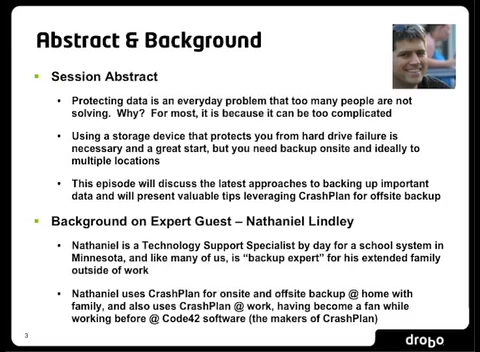 Abstract & Background
Session Abstract
Protecting data is an everyday problem that too many people are not
solving. Why? For most, it is because it can be too complicated
Using a storage device that protects you from hard drive failure is
necessary and a great start, but you need backup onsite and ideally to
multiple locations
This episode will discuss the latest approaches to backing up important
data and will present valuable tips leveraging CrashPlan for offsite backup
Background on Expert Guest – Nathaniel Lindley
Nathaniel is a Technology Support Specialist by day for a school system in
Minnesota, and like many of us, is “backup expert” for his extended family
outside of work
Nathaniel uses CrashPlan for onsite and offsite backup @ home with
family, and also uses CrashPlan @ work, having become a fan while
working before @ Code42 software (the makers of CrashPlan)
3
drobo